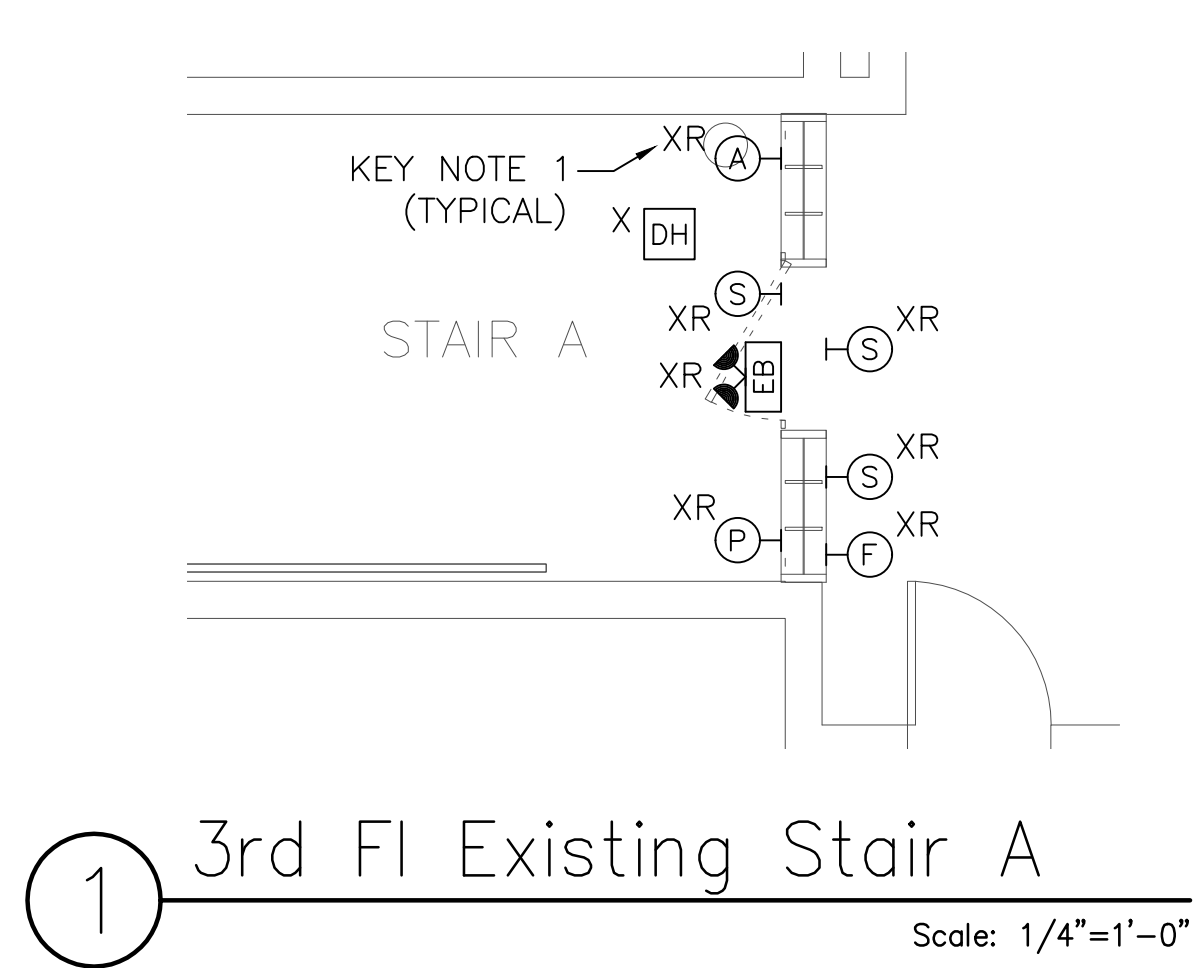 XR
A
KEY NOTE 1
(TYPICAL)
X
DH
S
XR
XR
S
STAIR A
XR
EB
XR
S
XR
P
XR
F
1
3rd Fl Existing Stair A
Scale: 1/4"=1'-0"